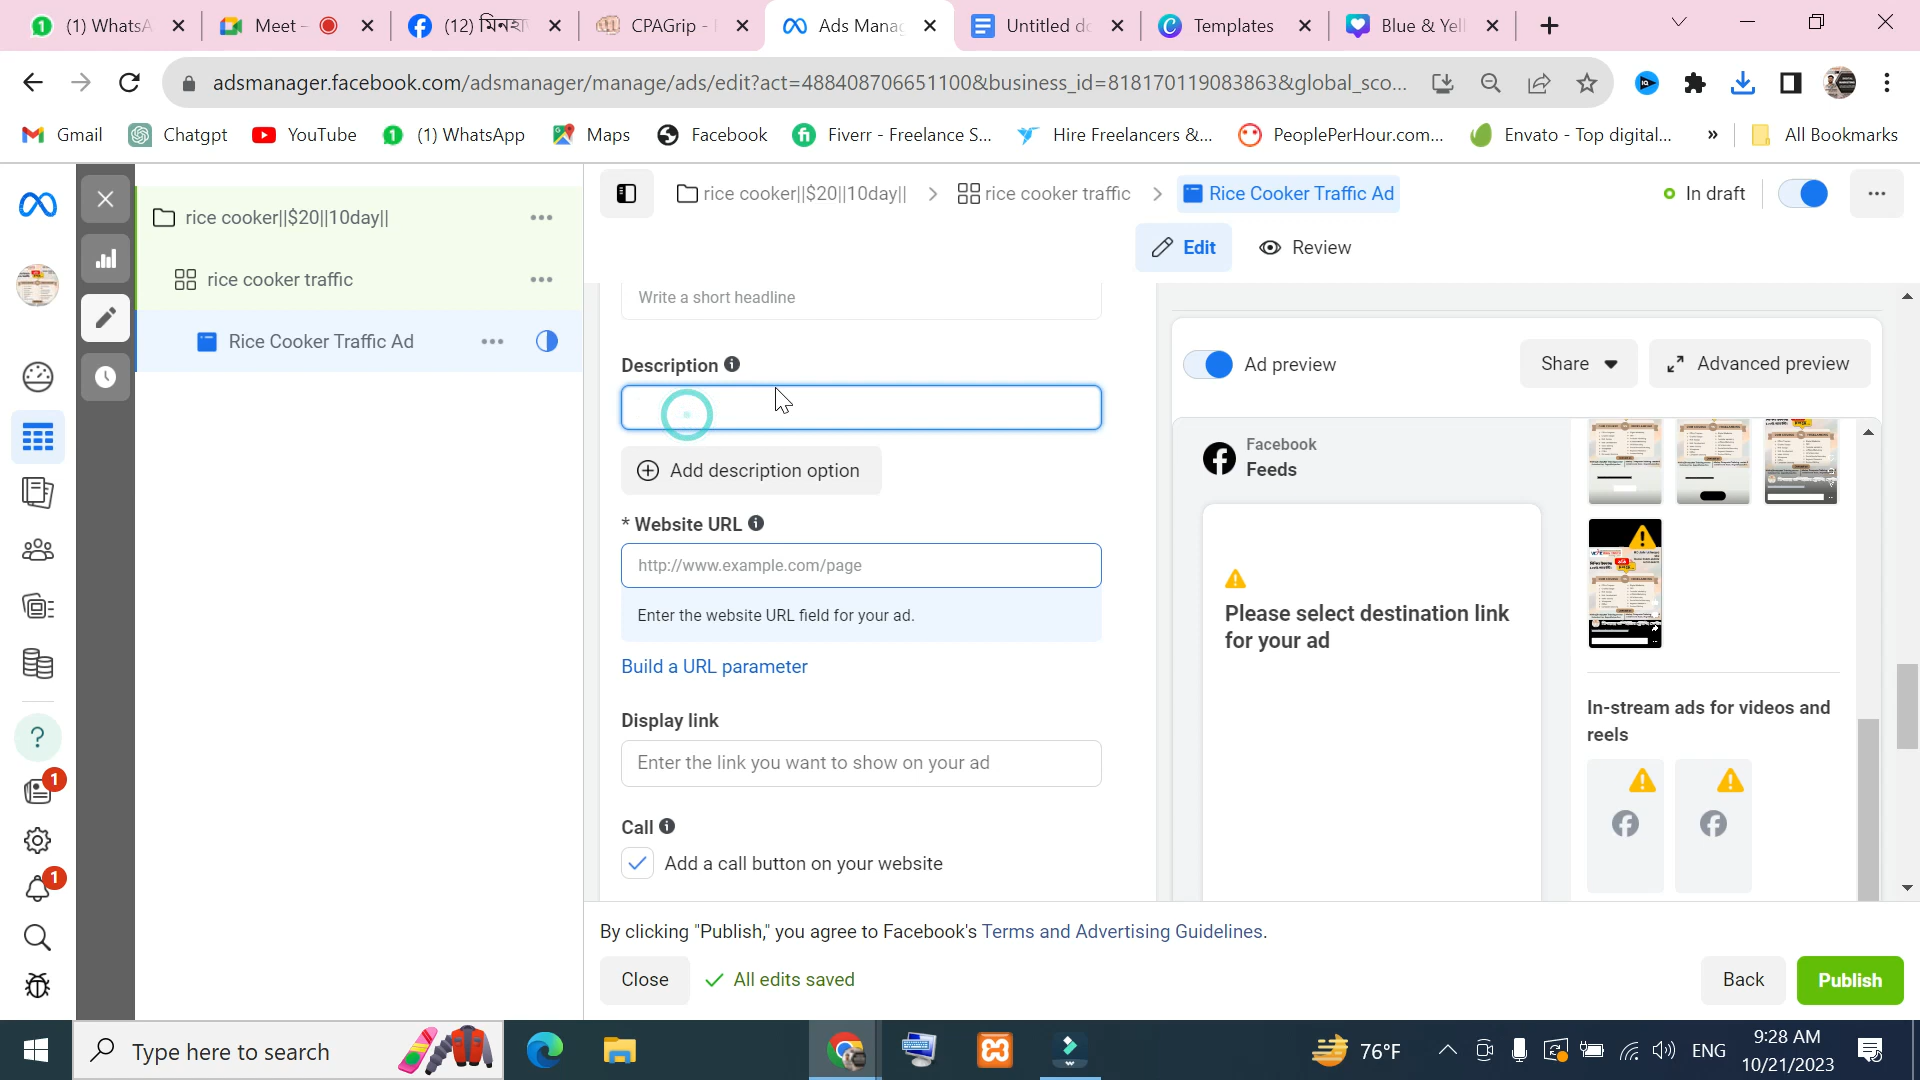 (1) WhatsA
Meet -
(12) মিনহা
CPAGrip -
Ads Mana
Untitled do
Templates
Blue & Yell
adsmanager.facebook.com/adsmanager/manage/ads/edit?act=488408706651100&business_id=818170119083863&global_sco...
Gmail
Chatgpt
YouTube
(1) WhatsApp
Maps
Facebook
Fiverr - Freelance S...
Hire Freelancers &...
PeoplePerHour.com...
Envato - Top digital...
»
All Bookmarks
rice cooker||$20||10day||
rice cooker traffic
Rice Cooker Traffic Ad
rice cooker||$20||10day||
rice cooker traffic
Rice Cooker Traffic Ad
In draft
Edit
Review
Write a short headline
Description
Add description option
* Website URL
http://www.example.com/page
Enter the website URL field for your ad.
Build a URL parameter
Display link
Enter the link you want to show on your ad
Call
Add a call button on your website
Ad preview
Share
Advanced preview
Facebook
Feeds
Please select destination link
for your ad
In-stream ads for videos and
reels
1
1
By clicking "Publish," you agree to Facebook's Terms and Advertising Guidelines.
Close
All edits saved
Back
Publish
Type here to search
76°F
ENG
9:28 AM
10/21/2023